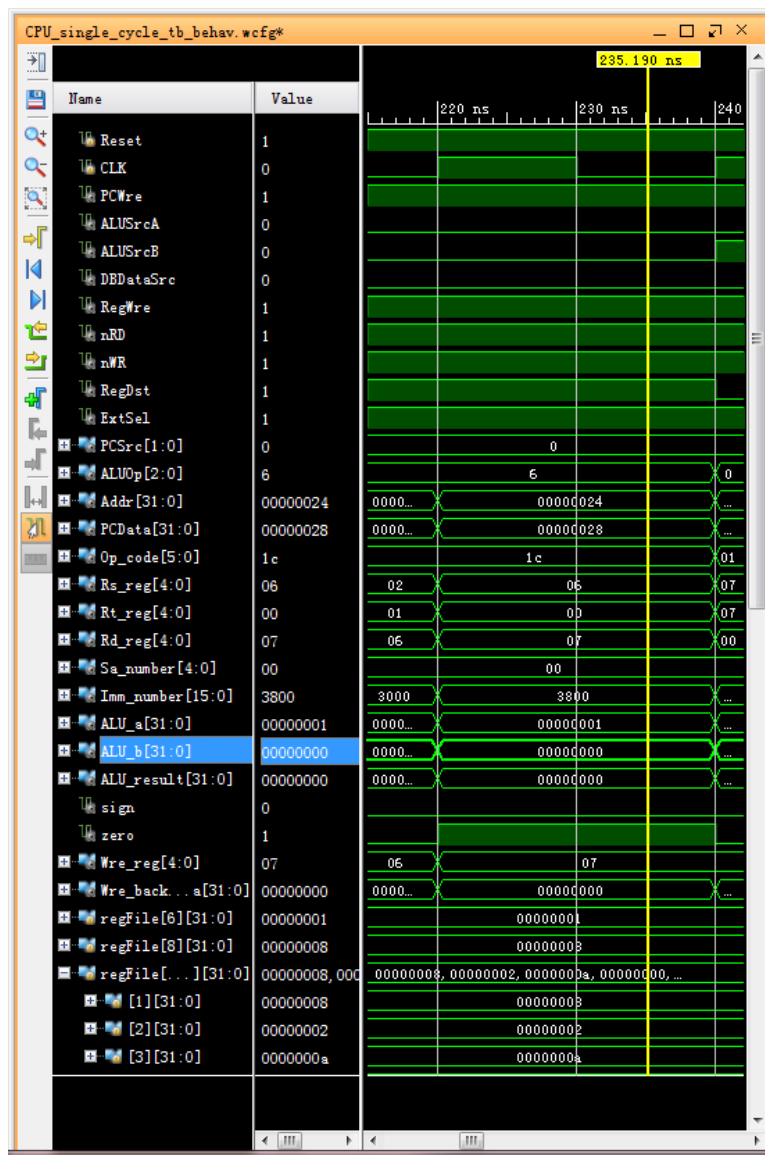 CPU_single_cycle_tb_behav.wcfg*
235.190 ns
Name Value 220 ns 230 ns 240
Reset 1
CLK 0
PCWre 1
ALUSrcA 0
ALUSrcB 0
DBDataSrc 0
RegWre 1
nRD 1
nWR 1
RegDst 1
ExtSel 1
PCSrc[1:0] 0 0
ALUOp[2:0] 6 6 0
Addr[31:0] 00000024 0000... 00000024 ...
PCData[31:0] 00000028 0000... 00000028 ...
Op_code[5:0] 1c 1c 01
Rs_reg[4:0] 06 02 06 07
Rt_reg[4:0] 00 01 00 07
Rd_reg[4:0] 07 06 07 00
Sa_number[4:0] 00 00
Imm_number[15:0] 3800 3000 3800 ...
ALU_a[31:0] 00000001 0000... 00000001 ...
ALU_b[31:0] 00000000 0000... 00000000 ...
ALU_result[31:0] 00000000 0000... 00000000
sign 0
zero 1
Wre_reg[4:0] 07 06 07
Wre_back...a[31:0] 00000000 0000... 00000000 ...
regFile[6][31:0] 00000001 00000001
regFile[8][31:0] 00000008 00000008
regFile[...][31:0] 00000008,000 00000008, 00000002, 0000000a, 00000000, ...
[1][31:0] 00000008 00000008
[2][31:0] 00000002 00000002
[3][31:0] 0000000a 0000000a